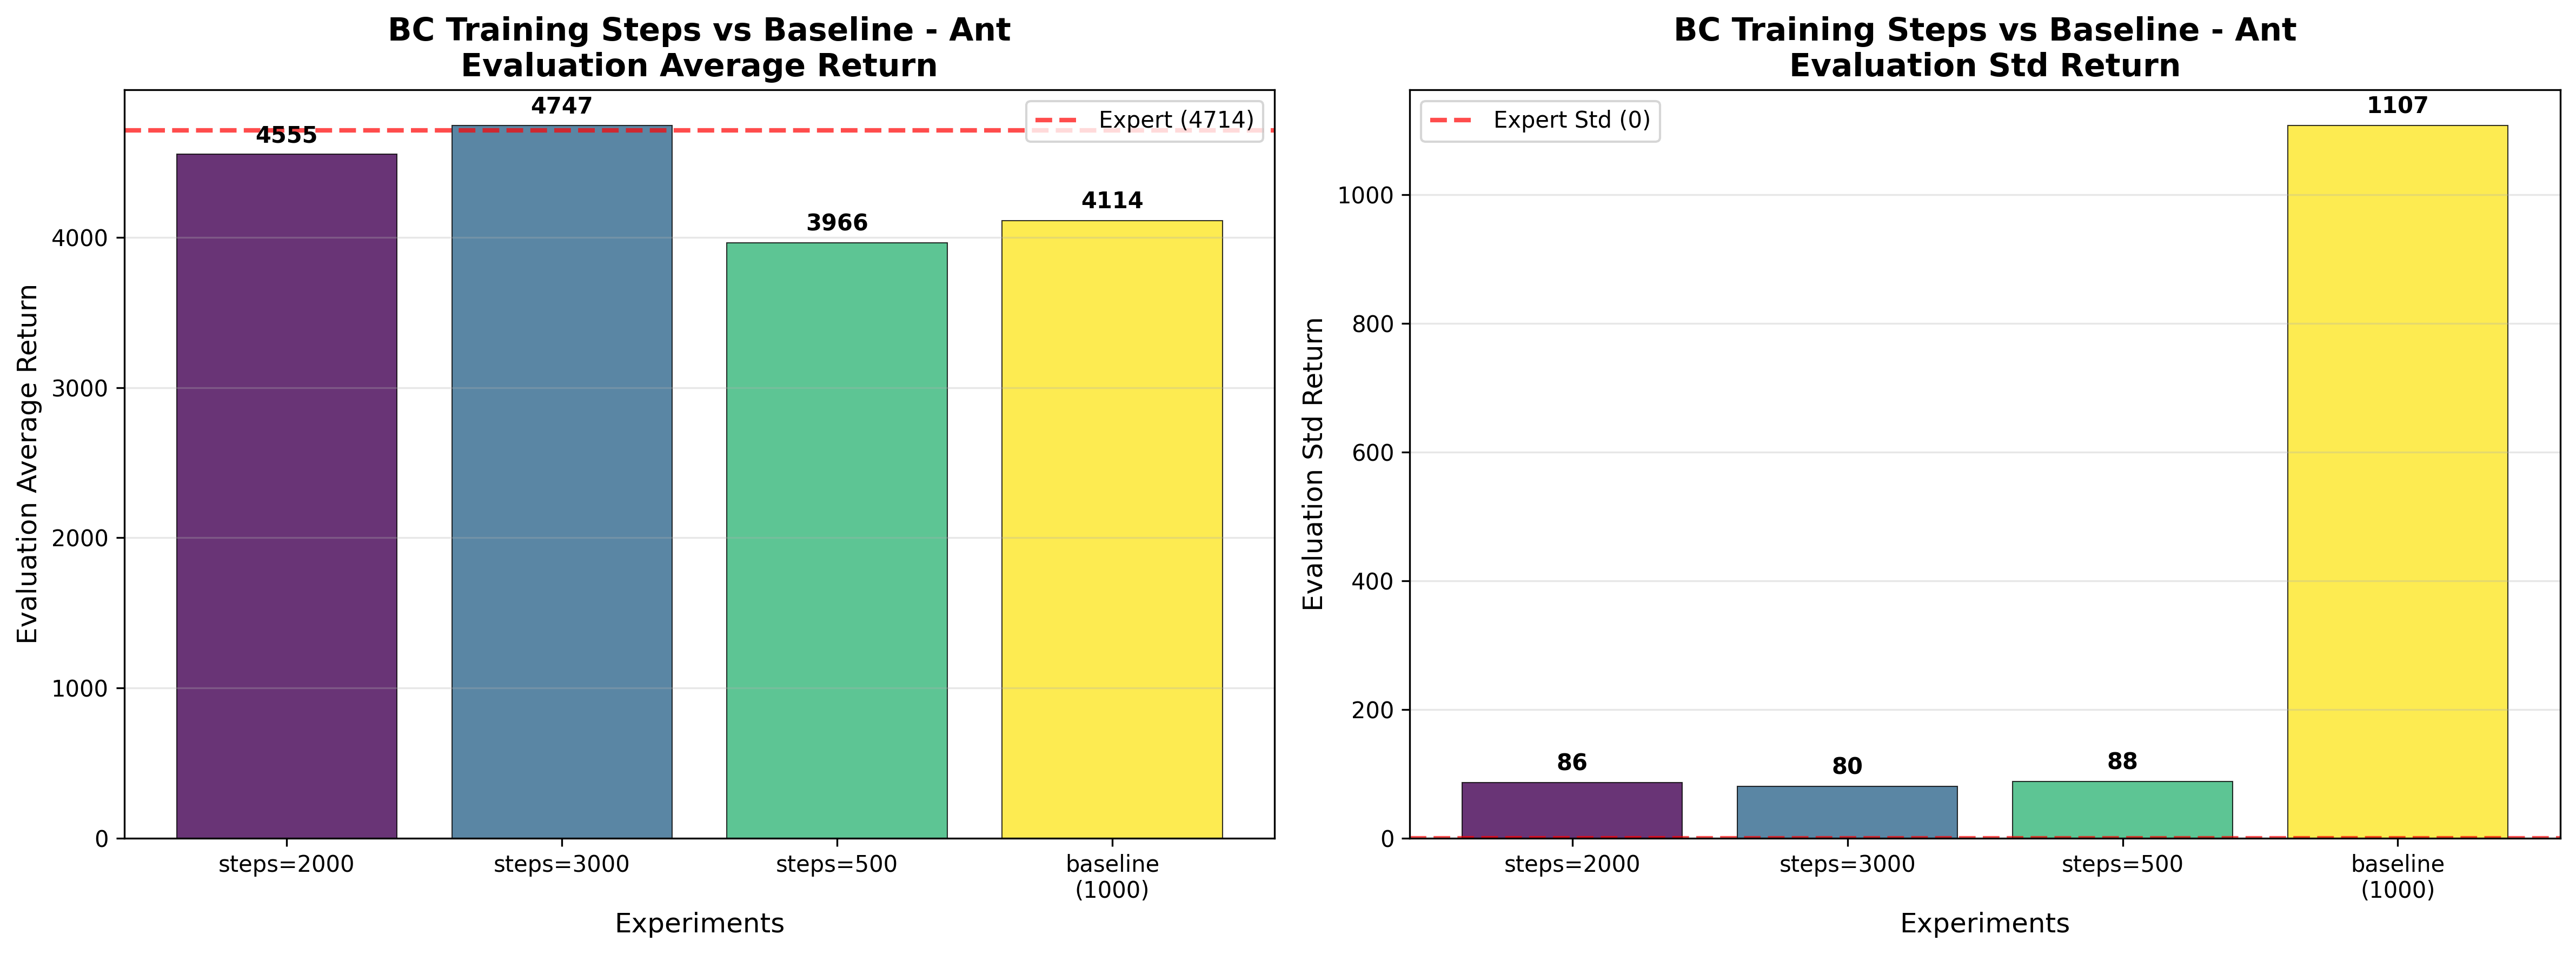 BC Training Steps vs Baseline - Ant
Evaluation Average Return
Evaluation Average Return
4000
3000
2000
1000
0
4555
4747
3966
4114
Expert (4714)
steps=2000
steps=3000
steps=500
baseline
(1000)
Experiments
BC Training Steps vs Baseline - Ant
Evaluation Std Return
Evaluation Std Return
1000
800
600
400
200
0
Expert Std (0)
86
80
88
1107
steps=2000
steps=3000
steps=500
baseline
(1000)
Experiments